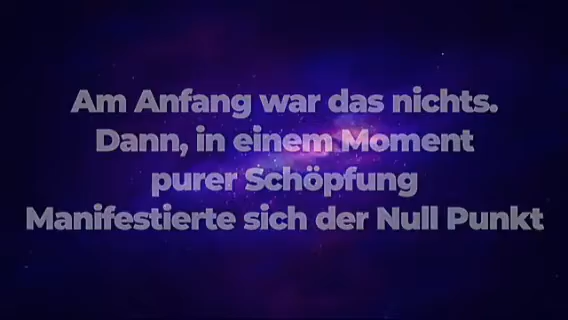 Am Anfang war das nichts.
Dann, in einem Moment
purer Schöpfung
Manifestierte sich der Null Punkt